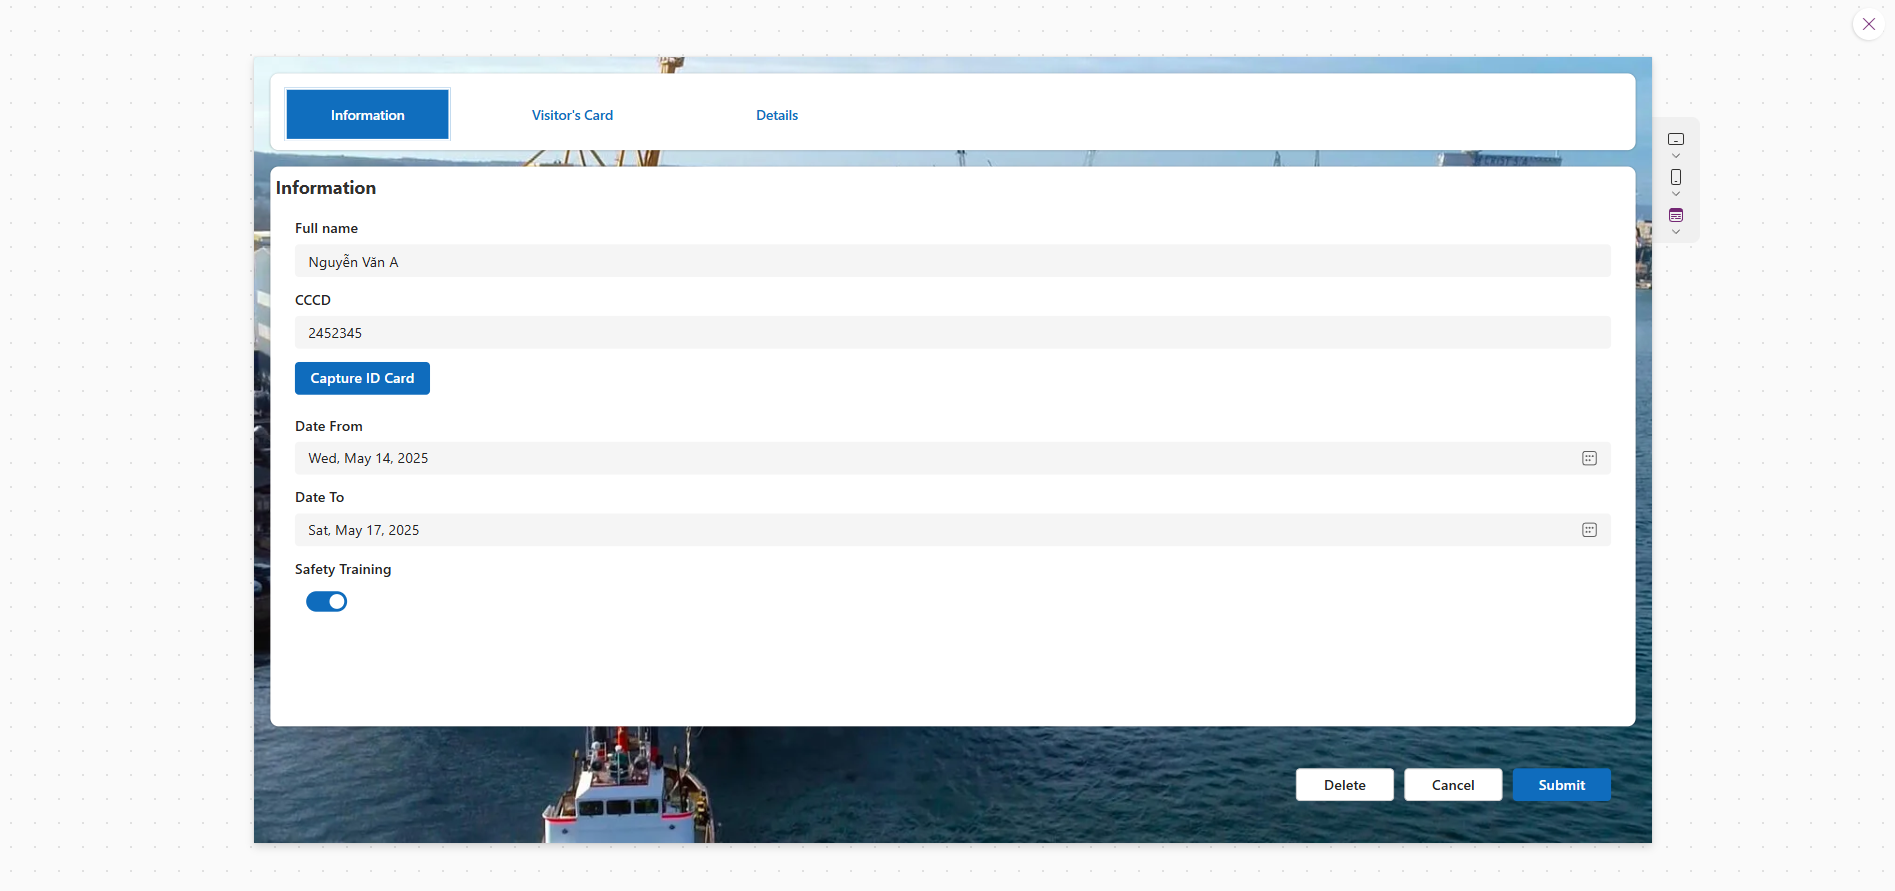 Information
Visitor's Card
Details
Information
Full name
Nguyễn Văn A
CCCD
2452345
Capture ID Card
Date From
Wed, May 14, 2025
Date To
Sat, May 17, 2025
Safety Training
Delete
Cancel
Submit